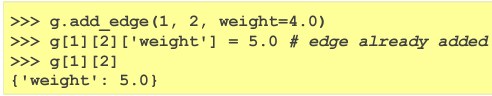 >>> g.add_edge(1, 2, weight=4.0)
>>> g[1][2]['weight'] = 5.0 # edge already added
>>> g[1][2]
{'weight': 5.0}